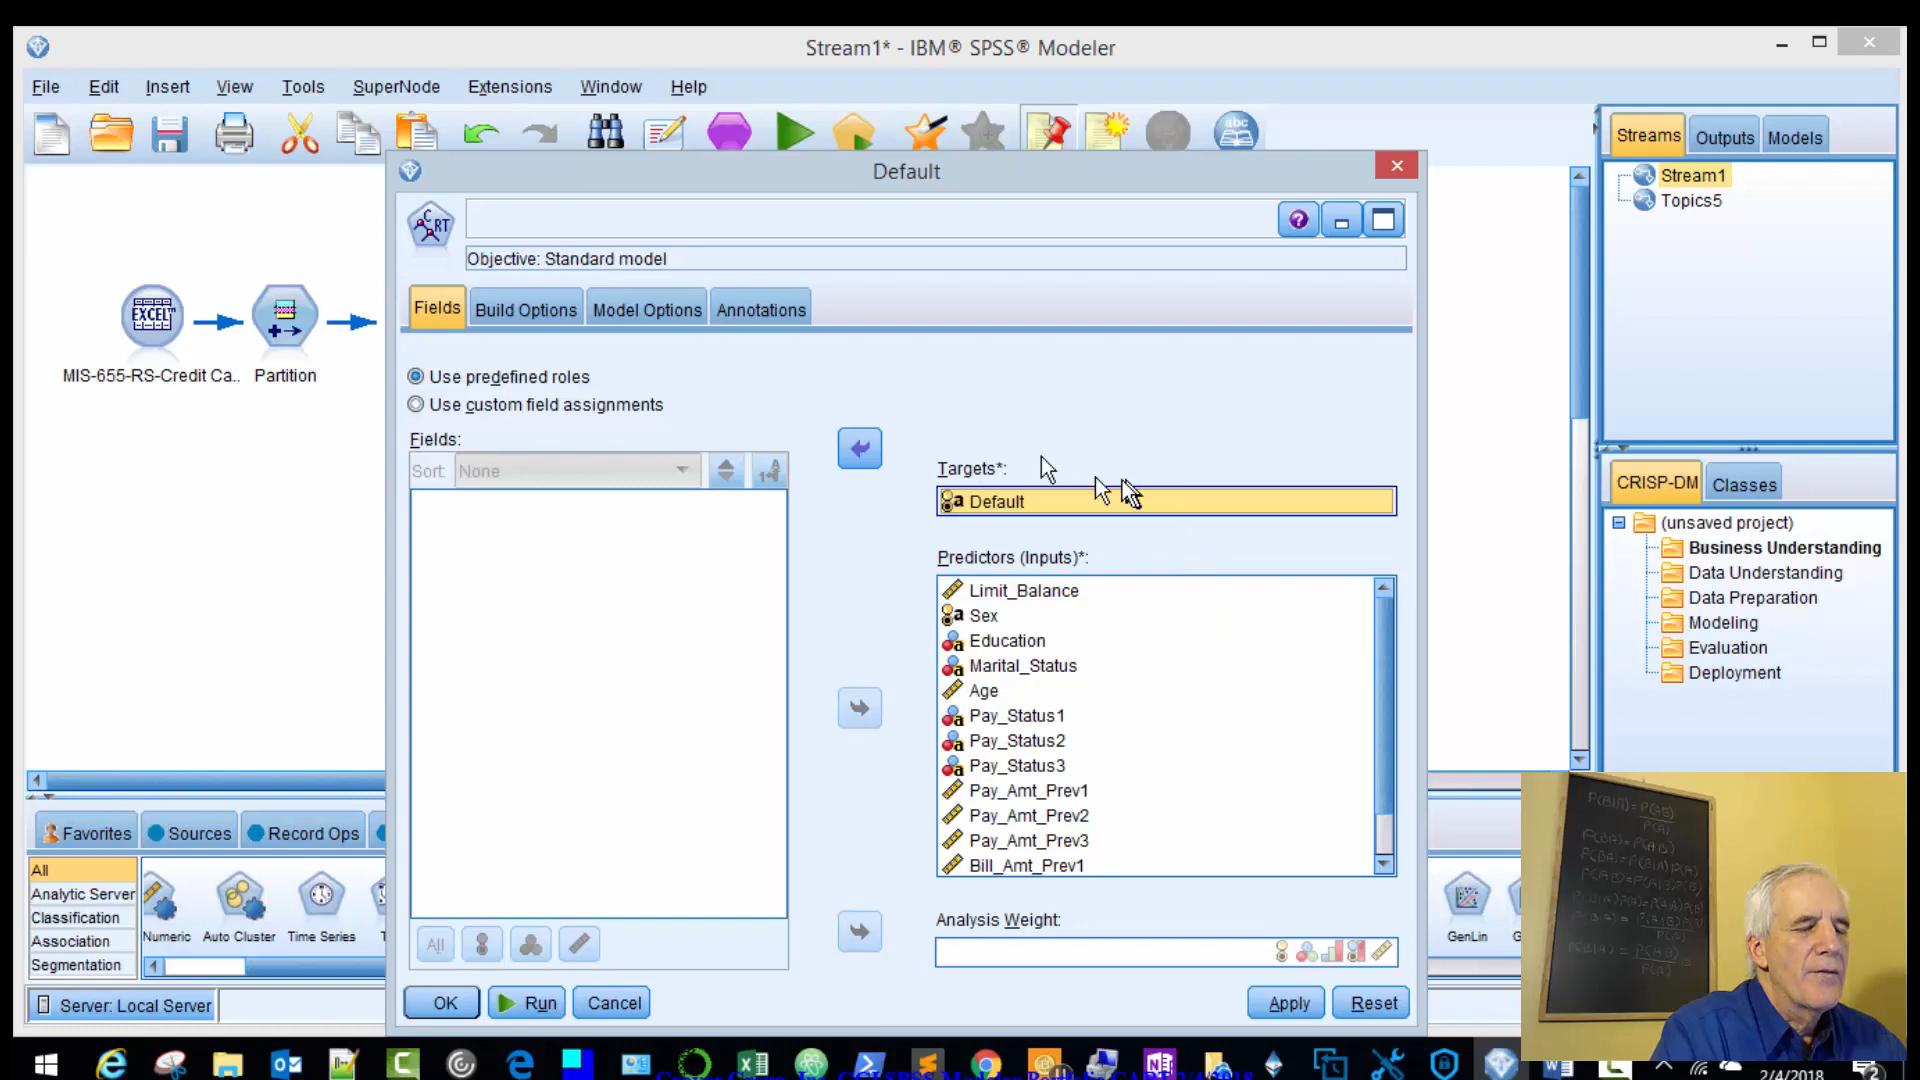 Stream1* - IBM® SPSS® Modeler
File Edit Insert View Tools SuperNode Extensions Window Help
abc
Streams Outputs Models
Stream1
Topics5
Default
C RT
Objective: Standard model
Fields Build Options Model Options Annotations
EXCEL™
MIS-655-RS-Credit Ca.. Partition
Use predefined roles
Use custom field assignments
Fields:
Sort: None
Targets*:
Default
Predictors (Inputs)*:
Limit_Balance
Sex
Education
Marital_Status
Age
Pay_Status1
Pay_Status2
Pay_Status3
Pay_Amt_Prev1
Pay_Amt_Prev2
Pay_Amt_Prev3
Bill_Amt_Prev1
Analysis Weight:
All
OK Run Cancel Apply Reset
CRISP-DM Classes
(unsaved project)
Business Understanding
Data Understanding
Data Preparation
Modeling
Evaluation
Deployment
Favorites Sources Record Ops
All
Analytic Server
Classification
Association
Segmentation
Numeric Auto Cluster Time Series
GenLin
Server: Local Server
2/4/2018